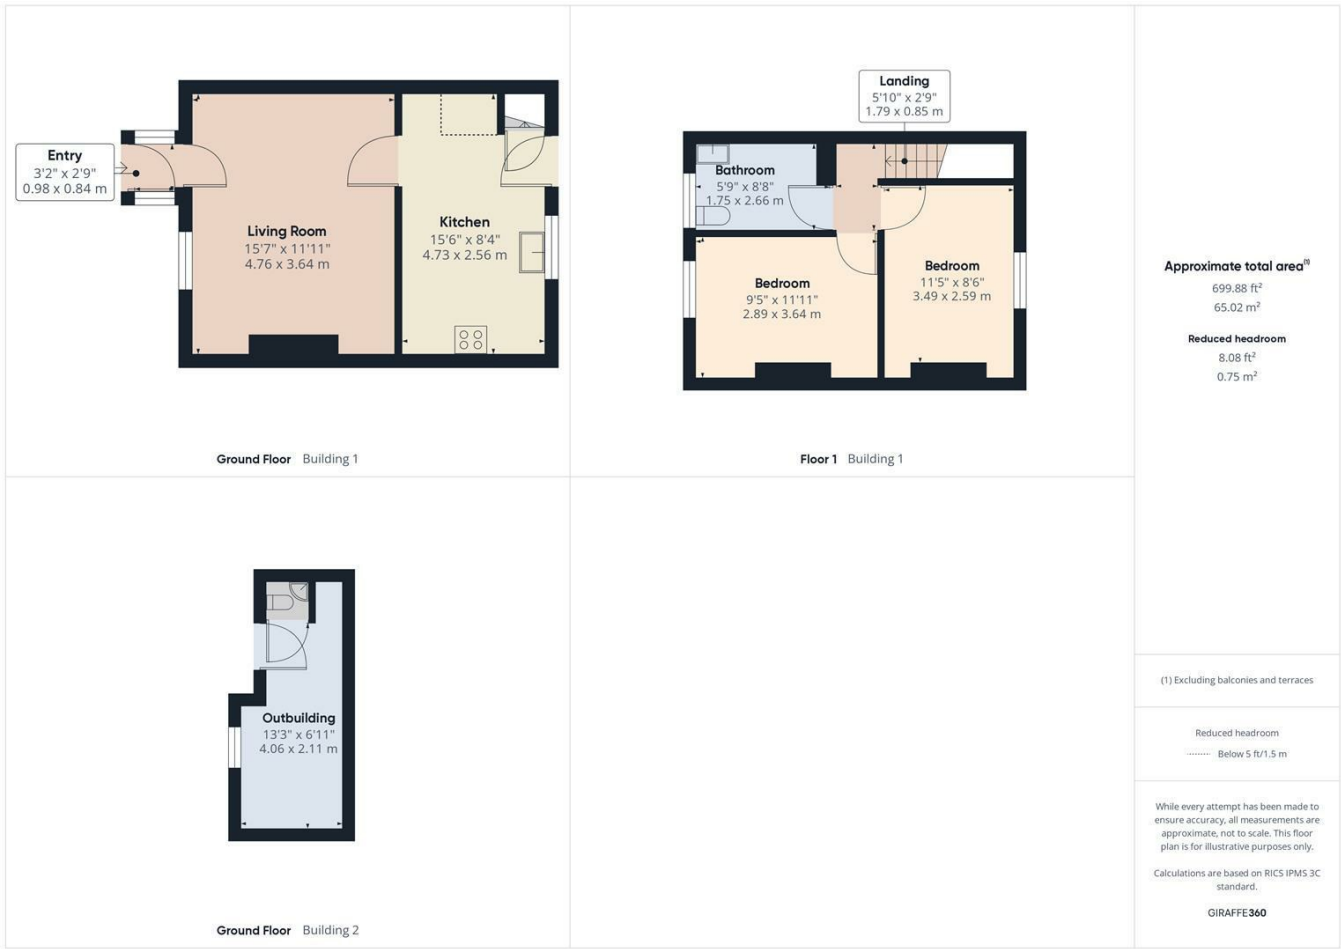 Entry
3'2" x 2'9"
0.98 x 0.84 m
Living Room
15'7" x 11'11"
4.76 x 3.64 m
Kitchen
15'6" x 8'4"
4.73 x 2.56 m
Ground Floor Building 1
Landing
5'10" x 2'9"
1.79 x 0.85 m
Bathroom
5'9" x 8'8"
1.75 x 2.66 m
Bedroom
9'5" x 11'11"
2.89 x 3.64 m
Bedroom
11'5" x 8'6"
3.49 x 2.59 m
Floor 1 Building 1
Outbuilding
13'3" x 6'11"
4.06 x 2.11 m
Ground Floor Building 2
Approximate total area(1)
699.88 ft²
65.02 m²
Reduced headroom
8.08 ft²
0.75 m²
(1) Excluding balconies and terraces
Reduced headroom
Below 5 ft/1.5 m
While every attempt has been made to
ensure accuracy, all measurements are
approximate, not to scale. This floor
plan is for illustrative purposes only.
Calculations are based on RICS IPMS 3C
standard.
GIRAFFE360